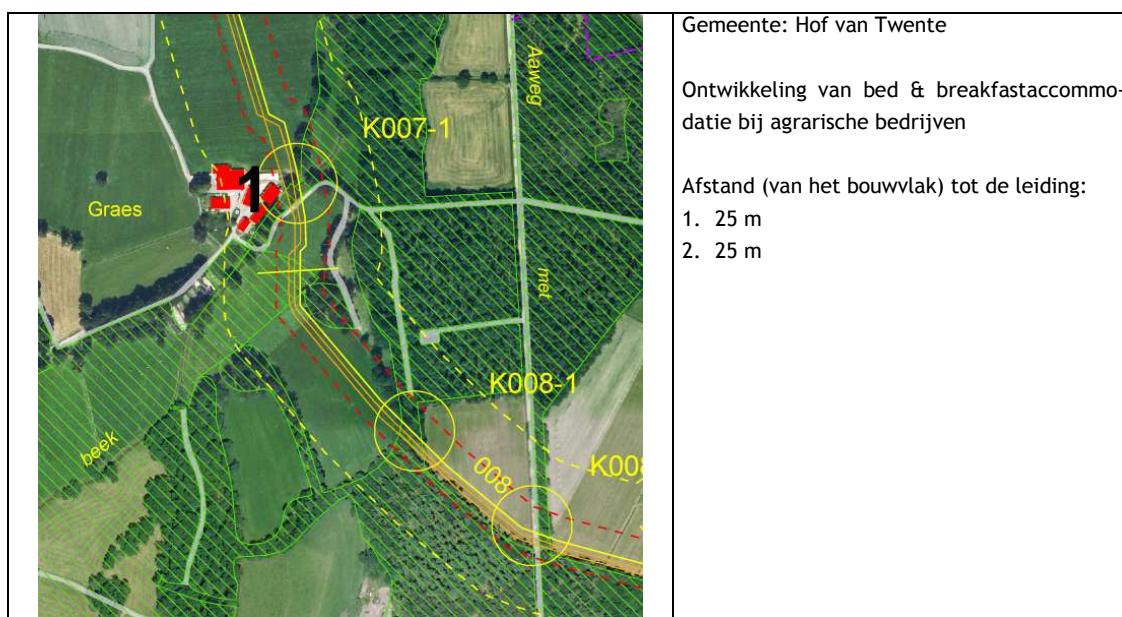 Aaweg
K007-1
1
Graes
met
K008-1
beek
008
K008
Gemeente: Hof van Twente
Ontwikkeling van bed & breakfastaccommo-
datie bij agrarische bedrijven
Afstand (van het bouwvlak) tot de leiding:
1. 25 m
2. 25 m